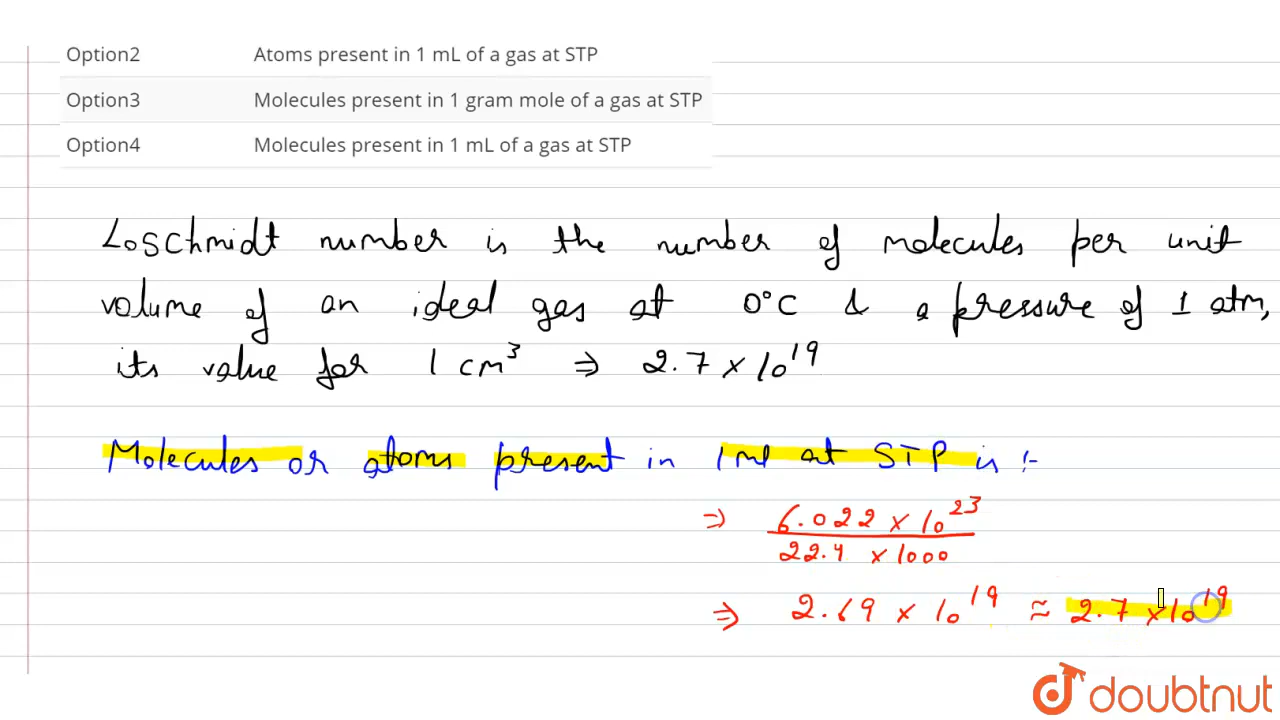 Option2 Atoms present in 1 mL of a gas at STP
Option3 Molecules present in 1 gram mole of a gas at STP
Option4 Molecules present in 1 mL of a gas at STP
Loschmidt number is the number of molecules per unit
volume of an ideal gas at 0°C & a pressure of 1 atm,
its value for 1 cm³ ⇒ 2.7 × 10¹⁹
Molecules or atoms present in 1ml at STP is :-
⇒ 6.022 × 10²³
22.4 × 1000
⇒ 2.69 × 10¹⁹ ≈ 2.7 × 10¹⁹
doubtnut